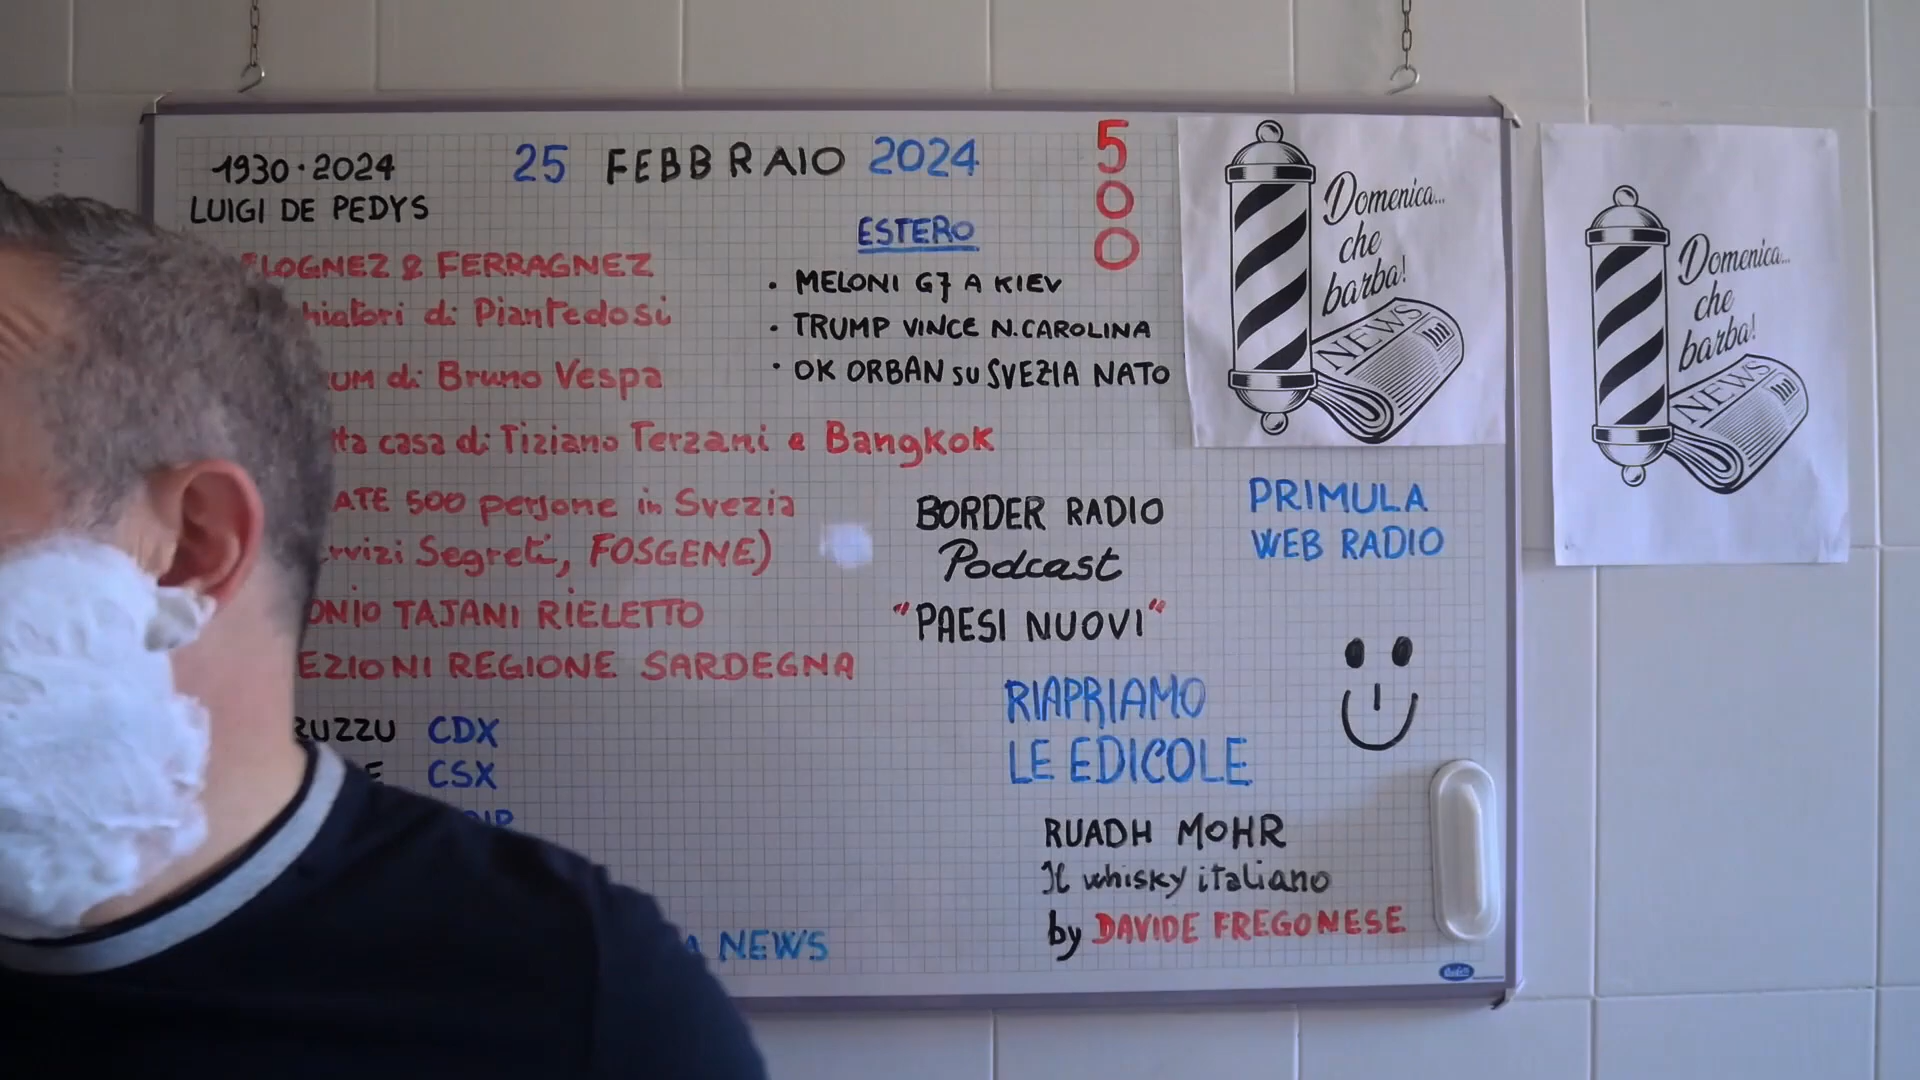 1930·2024
LUIGI DE PEDYS
25 FEBBRAIO 2024
500
LOGNEZ & FERRAGNEZ
di Piantedosi
di Bruno Vespa
casa di Tiziano Terzani a Bangkok
500 persone in Svezia
Segreti, FOSGENE)
TAJANI RIELETTO
EZIONI REGIONE SARDEGNA
RUZZU CDX
CSX
NEWS
ESTERO
• MELONI G7 A KIEV
• TRUMP VINCE N.CAROLINA
• OK ORBAN su SVEZIA NATO
BORDER RADIO
Podcast
"PAESI NUOVI"
PRIMULA
WEB RADIO
RIAPRIAMO
LE EDICOLE
RUADH MOHR
Il whisky italiano
by DAVIDE FREGONESE
Domenica...
che
barba!
NEWS
Domenica...
che
barba!
NEWS